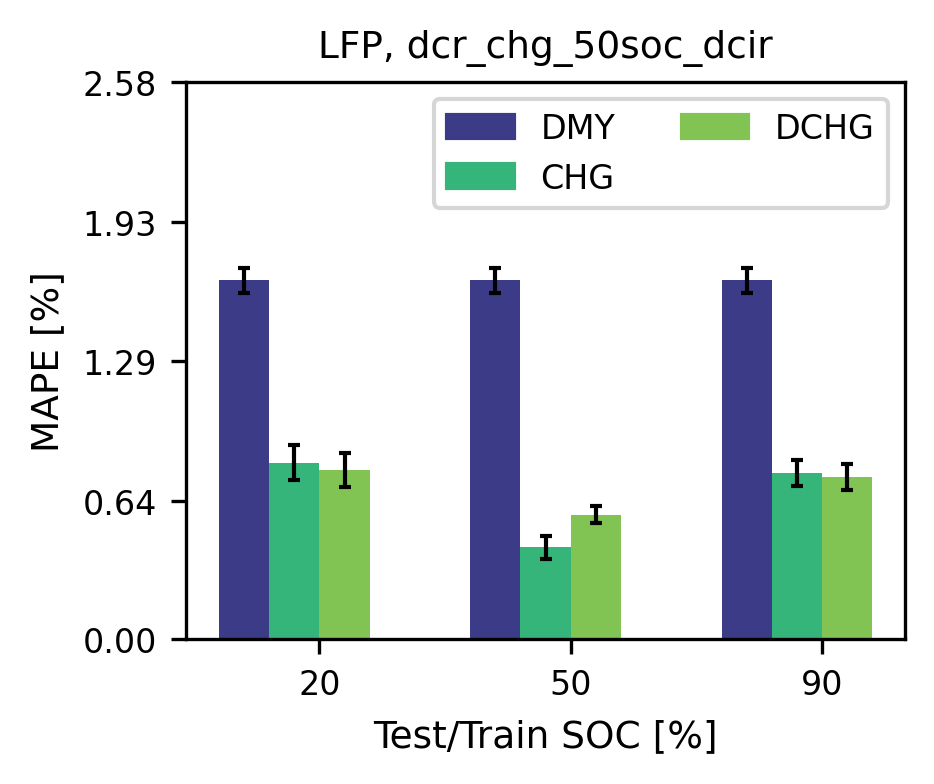 LFP, dcr_chg_50soc_dcir
2.58
1.93
1.29
0.64
0.00
MAPE [%]
DMY
CHG
DCHG
20
50
90
Test/Train SOC [%]